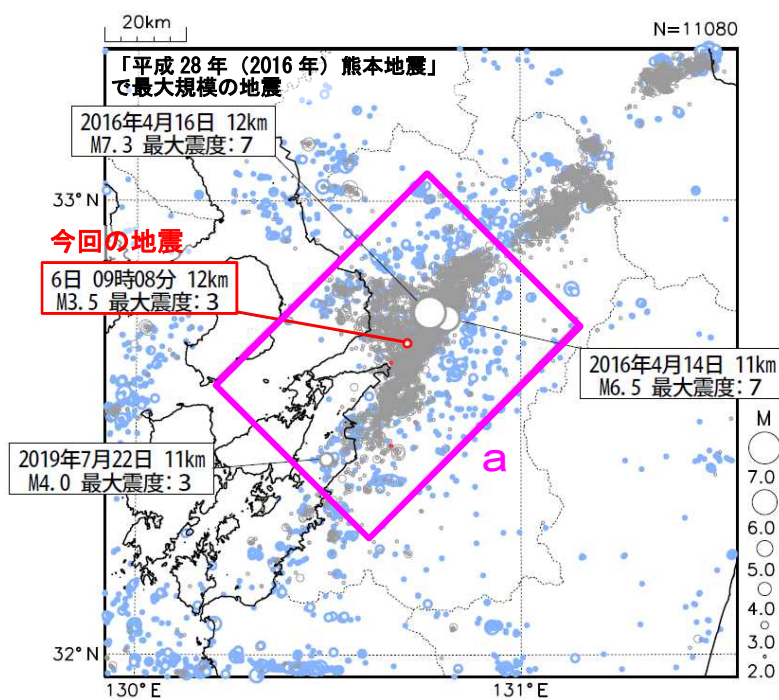 20km
N=11080
「平成 28 年（2016 年）熊本地震」
で最大規模の地震
2016年4月16日 12km
M7.3 最大震度：7
33°N
今回の地震
6日 09時08分 12km
M3.5 最大震度：3
2016年4月14日 11km
M6.5 最大震度：7
a
2019年7月22日 11km
M4.0 最大震度：3
M
7.0
6.0
5.0
4.0
3.0
2.0
32°N
130°E
131°E